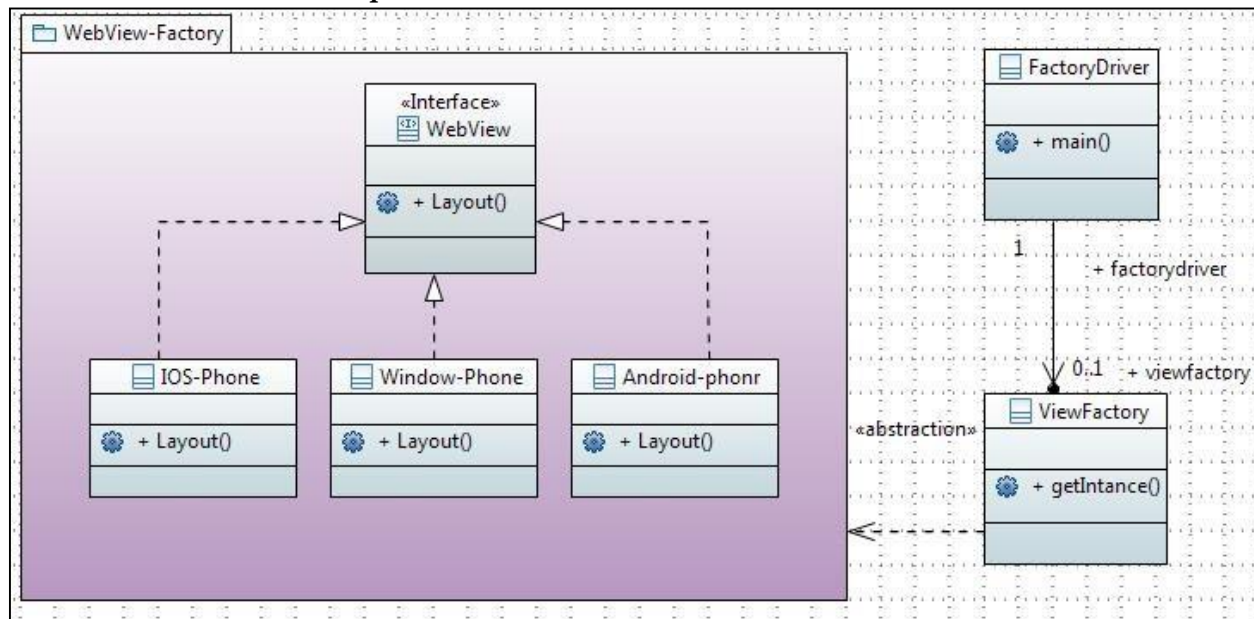 WebView-Factory
«Interface»
WebView
+ Layout()
IOS-Phone
+ Layout()
Window-Phone
+ Layout()
Android-phonr
+ Layout()
FactoryDriver
+ main()
1
+ factorydriver
0..1
+ viewfactory
ViewFactory
«abstraction»
+ getIntance()